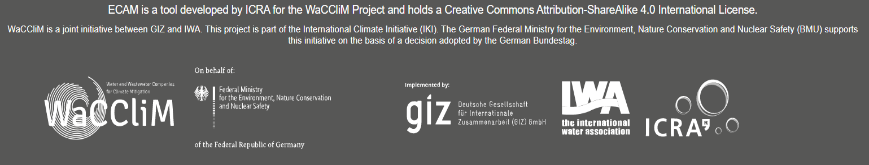 ECAM is a tool developed by ICRA for the WaCCliM Project and holds a Creative Commons Attribution-ShareAlike 4.0 International License.
WaCCliM is a joint initiative between GIZ and IWA. This project is part of the International Climate Initiative (IKI). The German Federal Ministry for the Environment, Nature Conservation and Nuclear Safety (BMU) supports
this initiative on the basis of a decision adopted by the German Bundestag.
Water and Wastewater Companies
for Climate Mitigation
WaCCliM
On behalf of:
Federal Ministry
for the Environment, Nature Conservation
and Nuclear Safety
of the Federal Republic of Germany
Implemented by:
giz
Deutsche Gesellschaft
für Internationale
Zusammenarbeit (GIZ) GmbH
IWA
the international
water association
ICRA